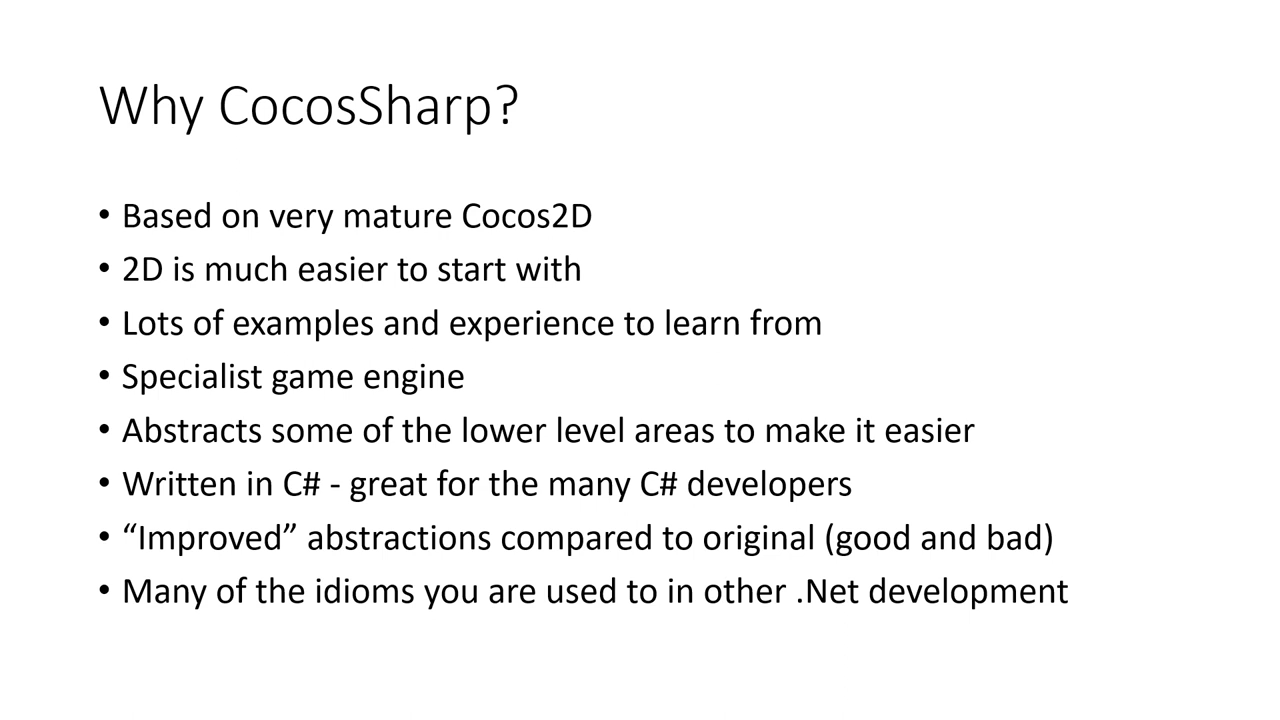 Why CocosSharp?
• Based on very mature Cocos2D
• 2D is much easier to start with
• Lots of examples and experience to learn from
• Specialist game engine
• Abstracts some of the lower level areas to make it easier
• Written in C# - great for the many C# developers
• “Improved” abstractions compared to original (good and bad)
• Many of the idioms you are used to in other .Net development